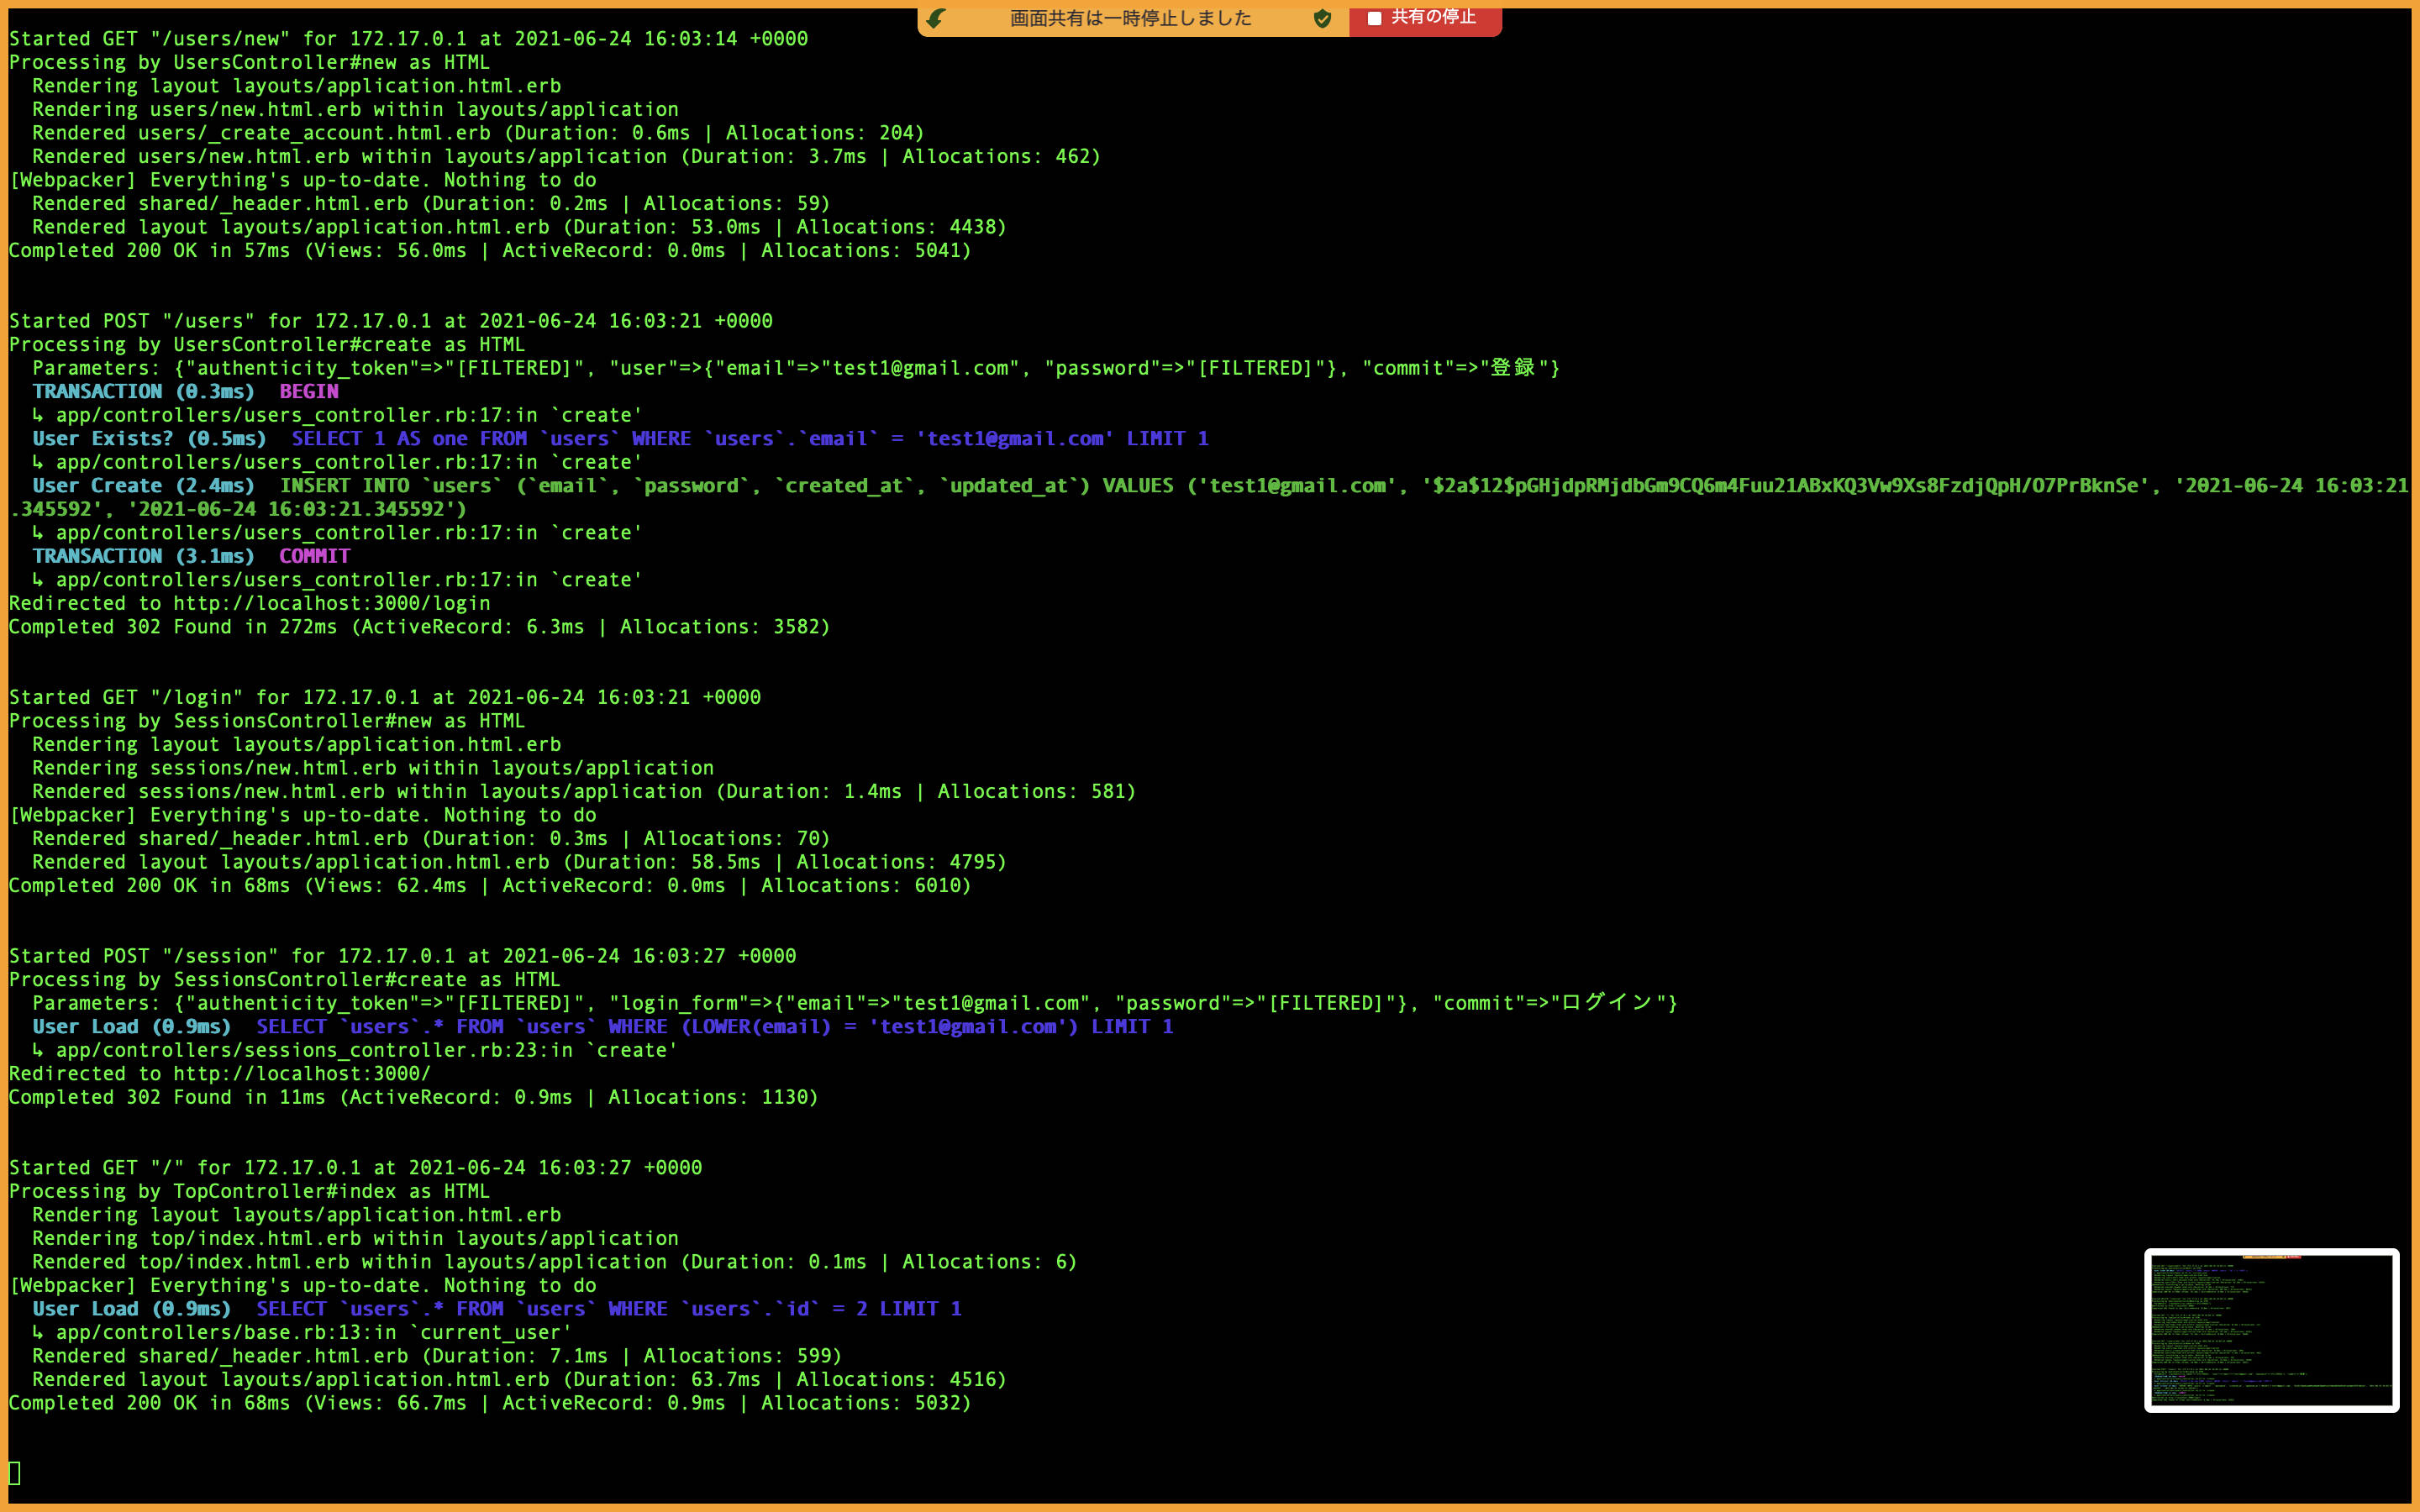 画面共有は一時停止しました
共有の停止
Started GET "/users/new" for 172.17.0.1 at 2021-06-24 16:03:14 +0000
Processing by UsersController#new as HTML
  Rendering layout layouts/application.html.erb
  Rendering users/new.html.erb within layouts/application
  Rendered users/_create_account.html.erb (Duration: 0.6ms | Allocations: 204)
  Rendered users/new.html.erb within layouts/application (Duration: 3.7ms | Allocations: 462)
[Webpacker] Everything's up-to-date. Nothing to do
  Rendered shared/_header.html.erb (Duration: 0.2ms | Allocations: 59)
  Rendered layout layouts/application.html.erb (Duration: 53.0ms | Allocations: 4438)
Completed 200 OK in 57ms (Views: 56.0ms | ActiveRecord: 0.0ms | Allocations: 5041)
Started POST "/users" for 172.17.0.1 at 2021-06-24 16:03:21 +0000
Processing by UsersController#create as HTML
  Parameters: {"authenticity_token"=>"[FILTERED]", "user"=>{"email"=>"test1@gmail.com", "password"=>"[FILTERED]"}, "commit"=>"登録"}
  TRANSACTION (0.3ms)  BEGIN
  ↳ app/controllers/users_controller.rb:17:in `create'
  User Exists? (0.5ms)  SELECT 1 AS one FROM `users` WHERE `users`.`email` = 'test1@gmail.com' LIMIT 1
  ↳ app/controllers/users_controller.rb:17:in `create'
  User Create (2.4ms)  INSERT INTO `users` (`email`, `password`, `created_at`, `updated_at`) VALUES ('test1@gmail.com', '$2a$12$pGHjdpRMjdbGm9CQ6m4Fuu21ABxKQ3Vw9Xs8FzdjQpH/O7PrBknSe', '2021-06-24 16:03:21
.345592', '2021-06-24 16:03:21.345592')
  ↳ app/controllers/users_controller.rb:17:in `create'
  TRANSACTION (3.1ms)  COMMIT
  ↳ app/controllers/users_controller.rb:17:in `create'
Redirected to http://localhost:3000/login
Completed 302 Found in 272ms (ActiveRecord: 6.3ms | Allocations: 3582)
Started GET "/login" for 172.17.0.1 at 2021-06-24 16:03:21 +0000
Processing by SessionsController#new as HTML
  Rendering layout layouts/application.html.erb
  Rendering sessions/new.html.erb within layouts/application
  Rendered sessions/new.html.erb within layouts/application (Duration: 1.4ms | Allocations: 581)
[Webpacker] Everything's up-to-date. Nothing to do
  Rendered shared/_header.html.erb (Duration: 0.3ms | Allocations: 70)
  Rendered layout layouts/application.html.erb (Duration: 58.5ms | Allocations: 4795)
Completed 200 OK in 68ms (Views: 62.4ms | ActiveRecord: 0.0ms | Allocations: 6010)
Started POST "/session" for 172.17.0.1 at 2021-06-24 16:03:27 +0000
Processing by SessionsController#create as HTML
  Parameters: {"authenticity_token"=>"[FILTERED]", "login_form"=>{"email"=>"test1@gmail.com", "password"=>"[FILTERED]"}, "commit"=>"ログイン"}
  User Load (0.9ms)  SELECT `users`.* FROM `users` WHERE (LOWER(email) = 'test1@gmail.com') LIMIT 1
  ↳ app/controllers/sessions_controller.rb:23:in `create'
Redirected to http://localhost:3000/
Completed 302 Found in 11ms (ActiveRecord: 0.9ms | Allocations: 1130)
Started GET "/" for 172.17.0.1 at 2021-06-24 16:03:27 +0000
Processing by TopController#index as HTML
  Rendering layout layouts/application.html.erb
  Rendering top/index.html.erb within layouts/application
  Rendered top/index.html.erb within layouts/application (Duration: 0.1ms | Allocations: 6)
[Webpacker] Everything's up-to-date. Nothing to do
  User Load (0.9ms)  SELECT `users`.* FROM `users` WHERE `users`.`id` = 2 LIMIT 1
  ↳ app/controllers/base.rb:13:in `current_user'
  Rendered shared/_header.html.erb (Duration: 7.1ms | Allocations: 599)
  Rendered layout layouts/application.html.erb (Duration: 63.7ms | Allocations: 4516)
Completed 200 OK in 68ms (Views: 66.7ms | ActiveRecord: 0.9ms | Allocations: 5032)